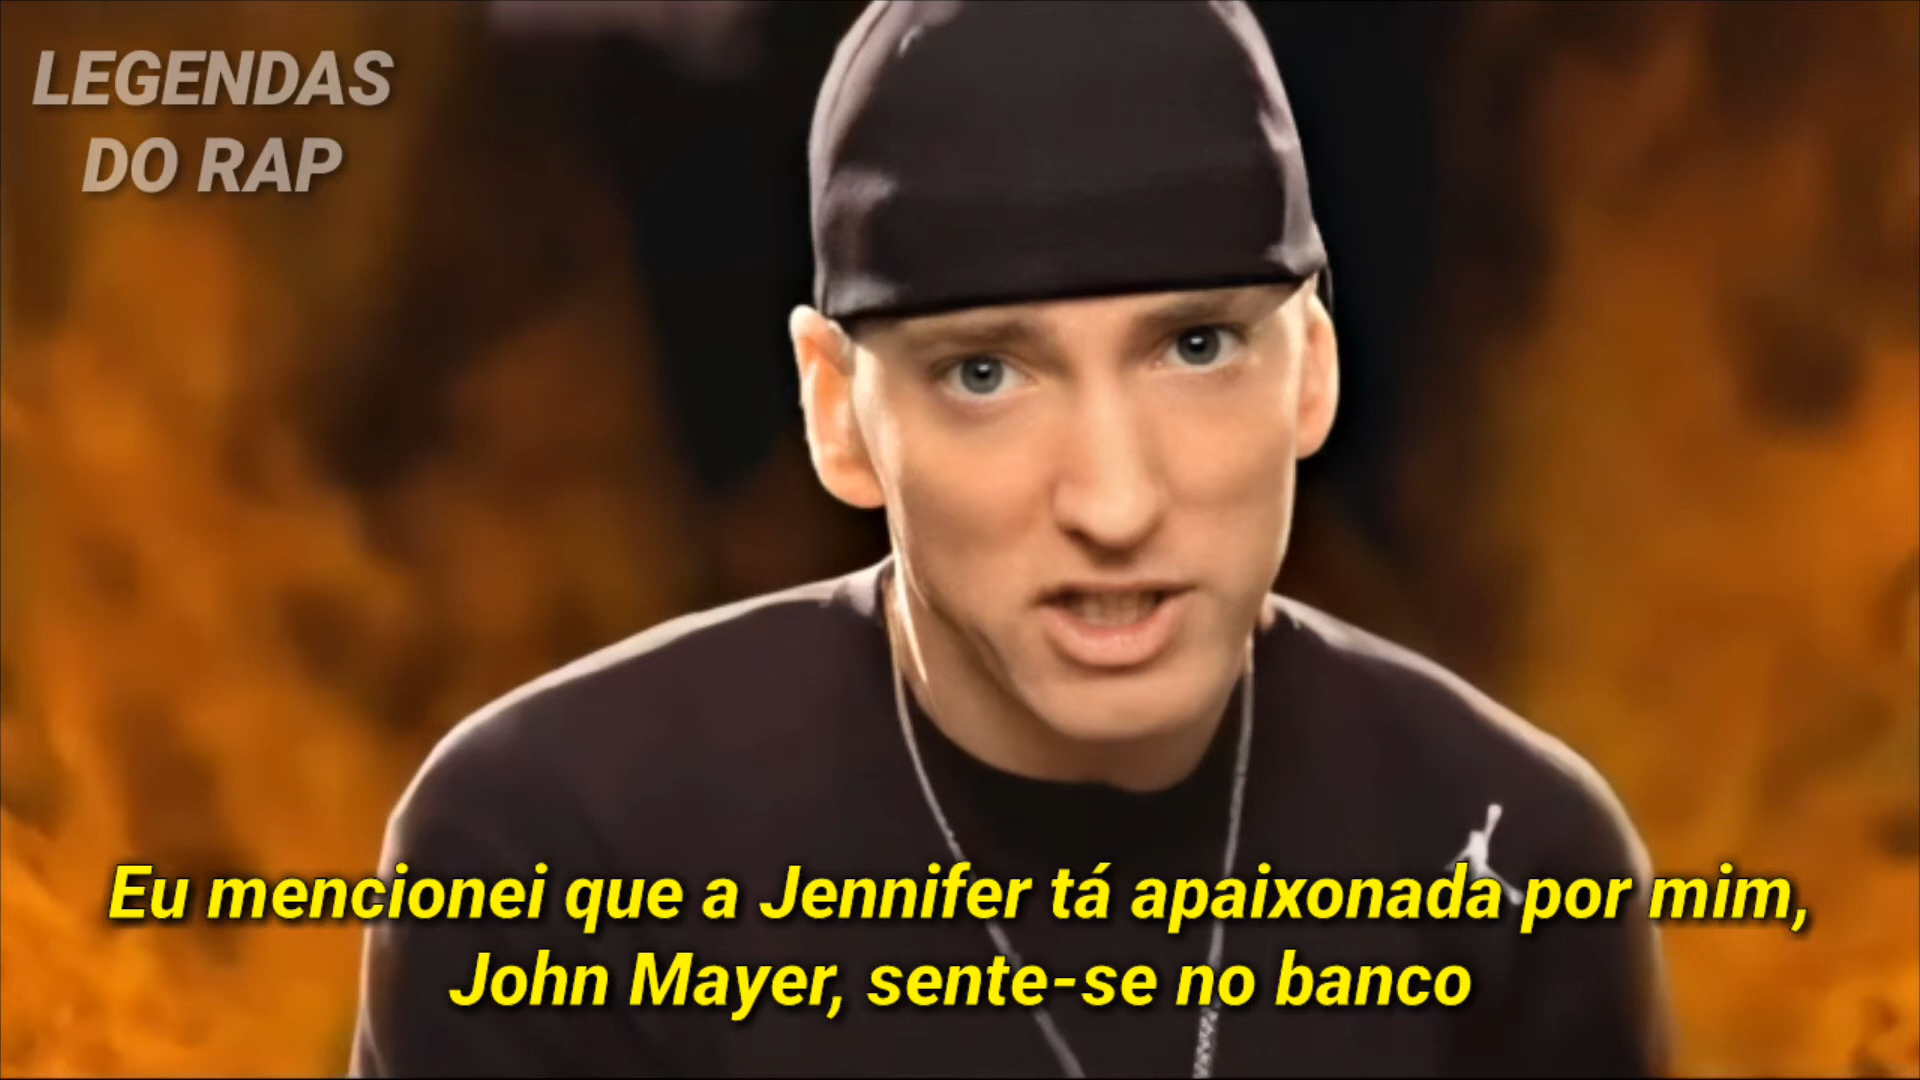 LEGENDAS
DO RAP
Eu mencionei que a Jennifer tá apaixonada por mim,
John Mayer, sente-se no banco